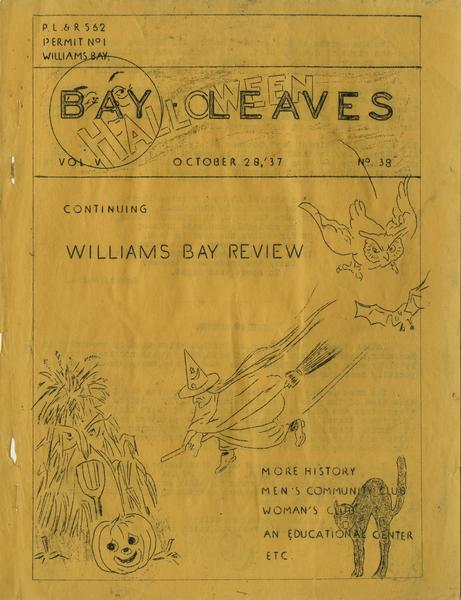 P.L. & R 562
PERMIT Nº 1
WILLIAMS BAY.
HALLOWEEN
BAY LEAVES
VOL V OCTOBER 28,'37 Nº 38
CONTINUING
WILLIAMS BAY REVIEW
MORE HISTORY
MEN'S COMMUNITY CLUB
WOMAN'S CLUB
AN EDUCATIONAL CENTER
ETC.